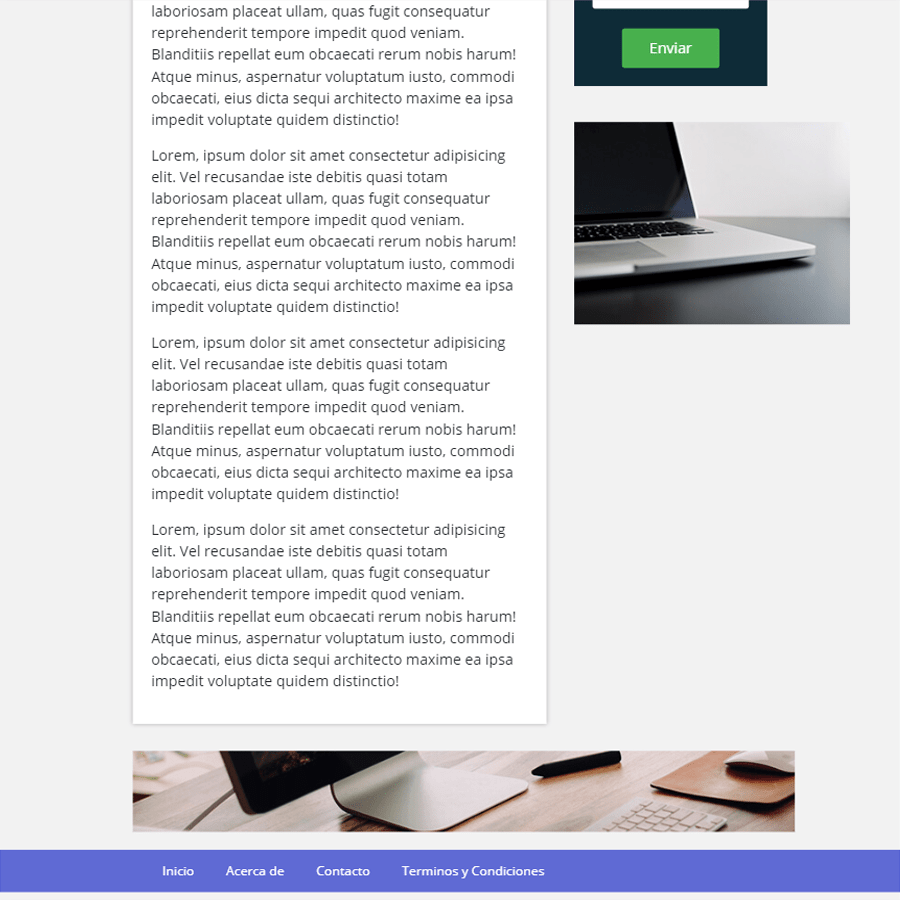 laboriosam placeat ullam, quas fugit consequatur
reprehenderit tempore impedit quod veniam.
Blanditiis repellat eum obcaecati rerum nobis harum!
Atque minus, aspernatur voluptatum iusto, commodi
obcaecati, eius dicta sequi architecto maxime ea ipsa
impedit voluptate quidem distinctio!
Lorem, ipsum dolor sit amet consectetur adipisicing
elit. Vel recusandae iste debitis quasi totam
laboriosam placeat ullam, quas fugit consequatur
reprehenderit tempore impedit quod veniam.
Blanditiis repellat eum obcaecati rerum nobis harum!
Atque minus, aspernatur voluptatum iusto, commodi
obcaecati, eius dicta sequi architecto maxime ea ipsa
impedit voluptate quidem distinctio!
Lorem, ipsum dolor sit amet consectetur adipisicing
elit. Vel recusandae iste debitis quasi totam
laboriosam placeat ullam, quas fugit consequatur
reprehenderit tempore impedit quod veniam.
Blanditiis repellat eum obcaecati rerum nobis harum!
Atque minus, aspernatur voluptatum iusto, commodi
obcaecati, eius dicta sequi architecto maxime ea ipsa
impedit voluptate quidem distinctio!
Lorem, ipsum dolor sit amet consectetur adipisicing
elit. Vel recusandae iste debitis quasi totam
laboriosam placeat ullam, quas fugit consequatur
reprehenderit tempore impedit quod veniam.
Blanditiis repellat eum obcaecati rerum nobis harum!
Atque minus, aspernatur voluptatum iusto, commodi
obcaecati, eius dicta sequi architecto maxime ea ipsa
impedit voluptate quidem distinctio!
Enviar
Inicio Acerca de Contacto Terminos y Condiciones